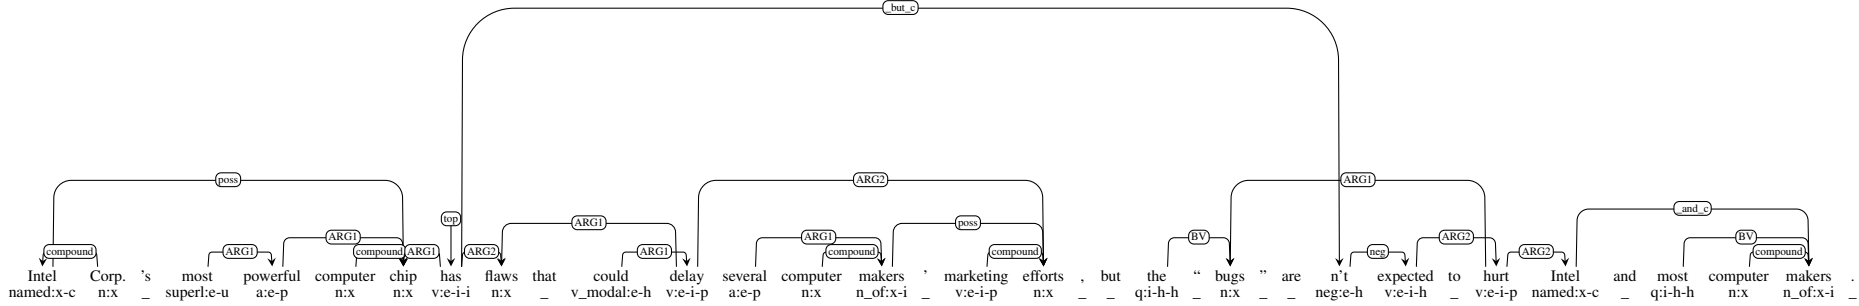 _but_c
poss ARG2 ARG1
top ARG1 poss _and_c
compound ARG1 ARG1 compound ARG1 ARG2 ARG1 ARG1 compound compound BV neg ARG2 ARG2 BV compound
Intel Corp. 's most powerful computer chip has flaws that could delay several computer makers ' marketing efforts , but the “ bugs ” are n't expected to hurt Intel and most computer makers .
named:x-c n:x _ superl:e-u a:e-p n:x n:x v:e-i-i n:x _ v_modal:e-h v:e-i-p a:e-p n:x n_of:x-i _ v:e-i-p n:x _ _ q:i-h-h _ n:x _ _ neg:e-h v:e-i-h _ v:e-i-p named:x-c _ q:i-h-h n:x n_of:x-i _